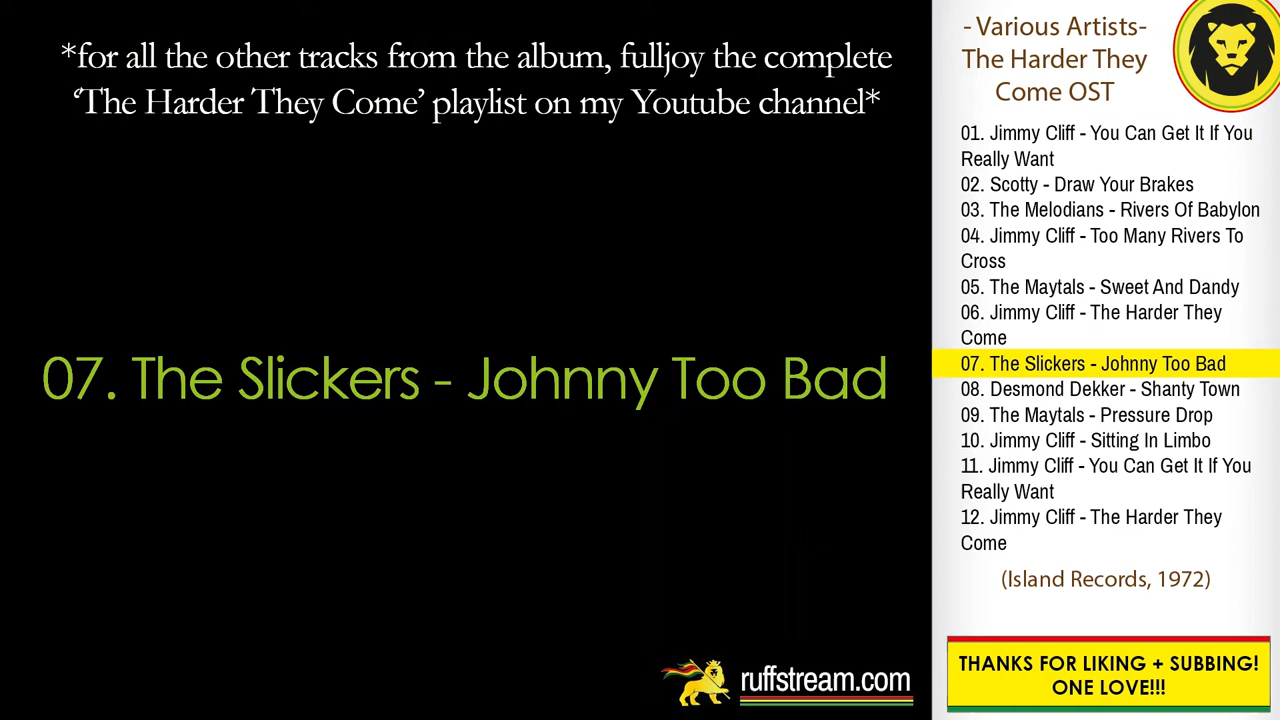 *for all the other tracks from the album, fulljoy the complete
‘The Harder They Come’ playlist on my Youtube channel*
07. The Slickers - Johnny Too Bad
ruffstream.com
- Various Artists-
The Harder They
Come OST
01. Jimmy Cliff - You Can Get It If You
Really Want
02. Scotty - Draw Your Brakes
03. The Melodians - Rivers Of Babylon
04. Jimmy Cliff - Too Many Rivers To
Cross
05. The Maytals - Sweet And Dandy
06. Jimmy Cliff - The Harder They
Come
07. The Slickers - Johnny Too Bad
08. Desmond Dekker - Shanty Town
09. The Maytals - Pressure Drop
10. Jimmy Cliff - Sitting In Limbo
11. Jimmy Cliff - You Can Get It If You
Really Want
12. Jimmy Cliff - The Harder They
Come
(Island Records, 1972)
THANKS FOR LIKING + SUBBING!
ONE LOVE!!!